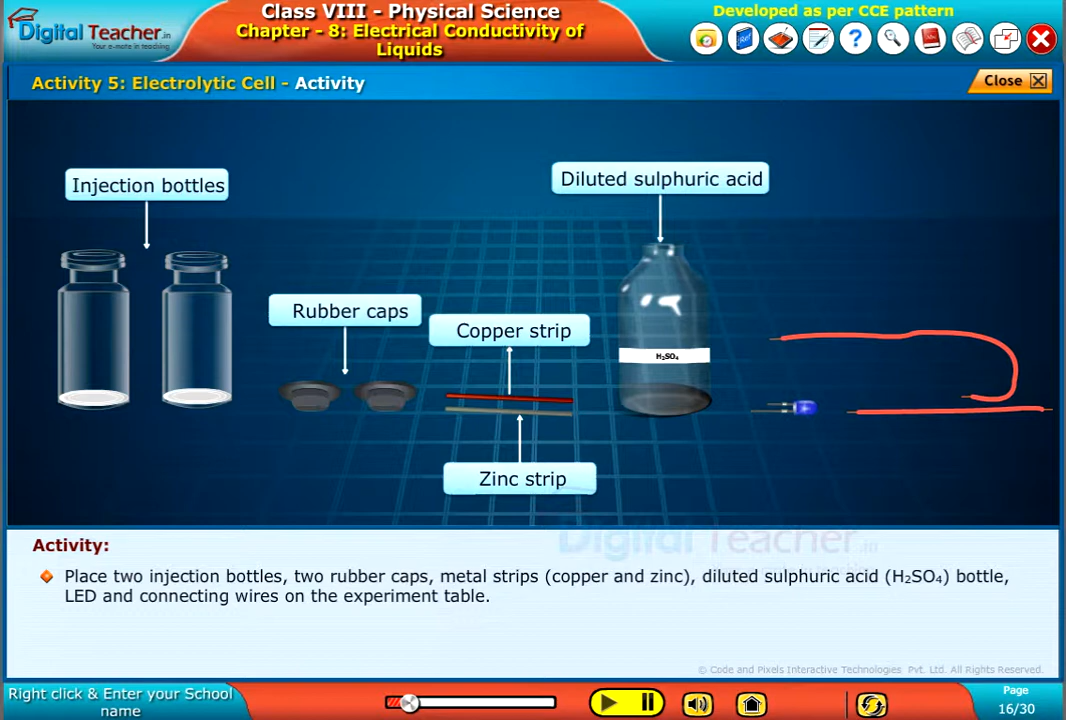 Digital Teacher.in
Your e-mate in teaching
Class VIII - Physical Science
Chapter - 8: Electrical Conductivity of
Liquids
Developed as per CCE pattern
Activity 5: Electrolytic Cell - Activity
Close
Injection bottles
Diluted sulphuric acid
Rubber caps
Copper strip
H₂SO₄
Zinc strip
Digital Teacher.in
Activity:
Place two injection bottles, two rubber caps, metal strips (copper and zinc), diluted sulphuric acid (H₂SO₄) bottle,
LED and connecting wires on the experiment table.
© Code and Pixels Interactive Technologies Pvt. Ltd. All Rights Reserved.
Right click & Enter your School
name
Page
16/30